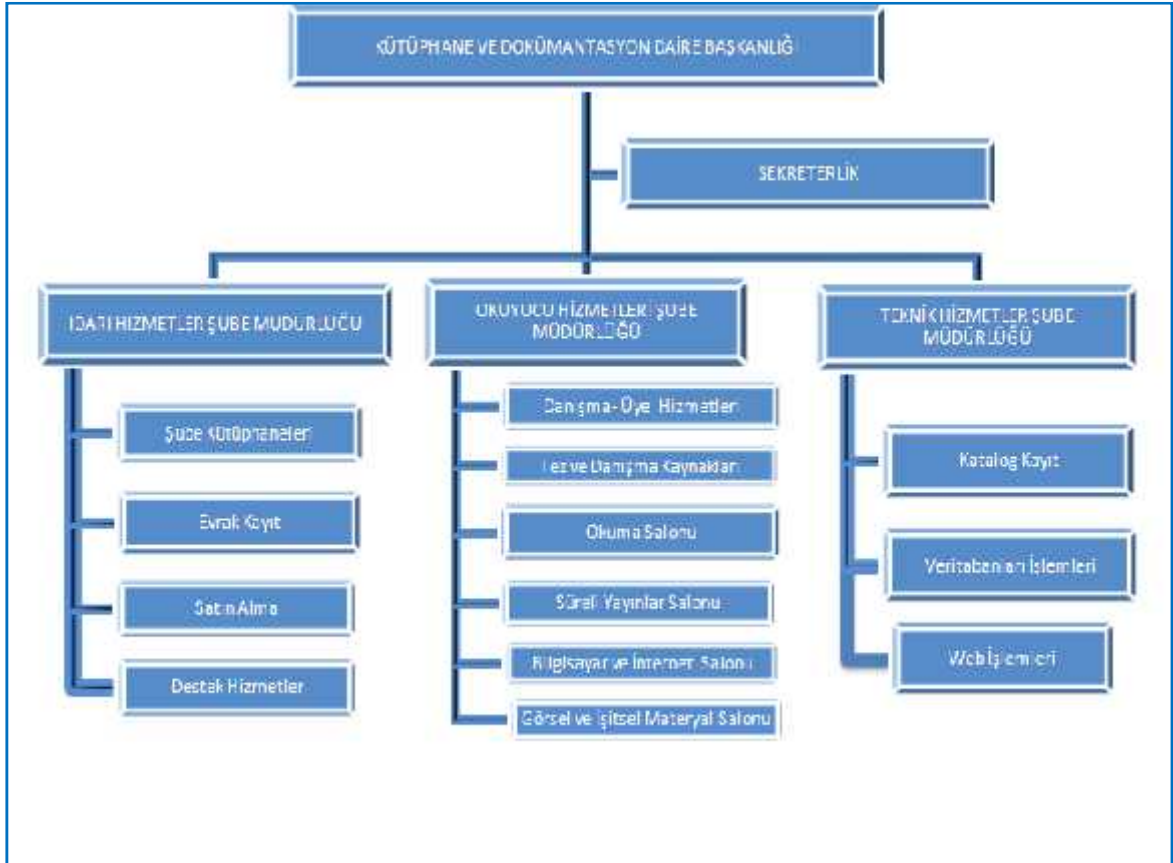 KÜTÜPHANE VE DOKÜMANTASYON DAİRE BAŞKANLIĞ
SEKRETERLİK
İDARİ HİZMETLER ŞUBE MÜDÜRLÜĞÜ
OKUYUCU HİZMETLERİ ŞUBE
MÜDÜRLÜĞÜ
TEKNİK HİZMETLER ŞUBE
MÜDÜRLÜĞÜ
Şube Kütüphaneleri
Evrak Kayıt
Satın Alma
Destek Hizmetler
Danışma - Üye Hizmetleri
Tez ve Danışma Kaynakları
Okuma Salonu
Süreli Yayınlar Salonu
Bilgisayar ve İnternet Salonu
Görsel ve İşitsel Materyal Salonu
Katalog Kayıt
Veritabanları İşlemleri
Web İşlemleri